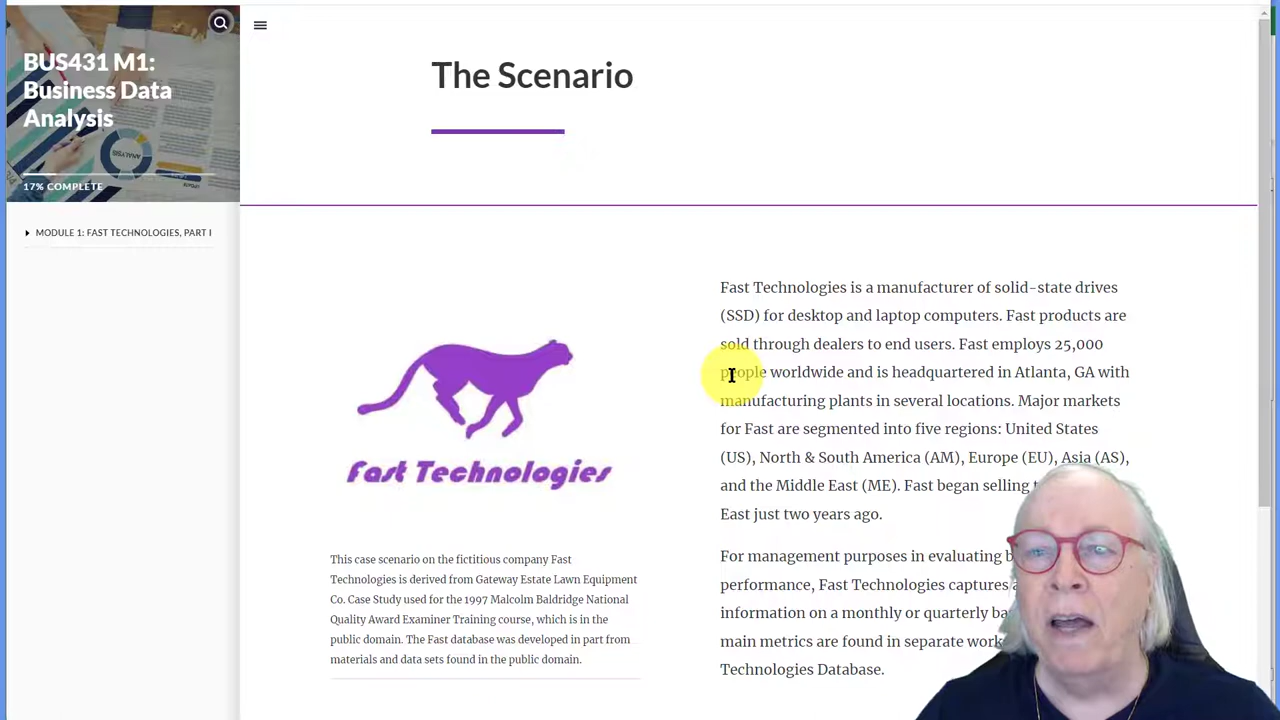 BUS431 M1:
Business Data
Analysis
17% COMPLETE
MODULE 1: FAST TECHNOLOGIES, PART I
The Scenario
Fast Technologies
This case scenario on the fictitious company Fast
Technologies is derived from Gateway Estate Lawn Equipment
Co. Case Study used for the 1997 Malcolm Baldridge National
Quality Award Examiner Training course, which is in the
public domain. The Fast database was developed in part from
materials and data sets found in the public domain.
Fast Technologies is a manufacturer of solid-state drives
(SSD) for desktop and laptop computers. Fast products are
sold through dealers to end users. Fast employs 25,000
people worldwide and is headquartered in Atlanta, GA with
manufacturing plants in several locations. Major markets
for Fast are segmented into five regions: United States
(US), North & South America (AM), Europe (EU), Asia (AS),
and the Middle East (ME). Fast began selling
East just two years ago.
For management purposes in evaluating
performance, Fast Technologies captures
information on a monthly or quarterly
main metrics are found in separate
Technologies Database.